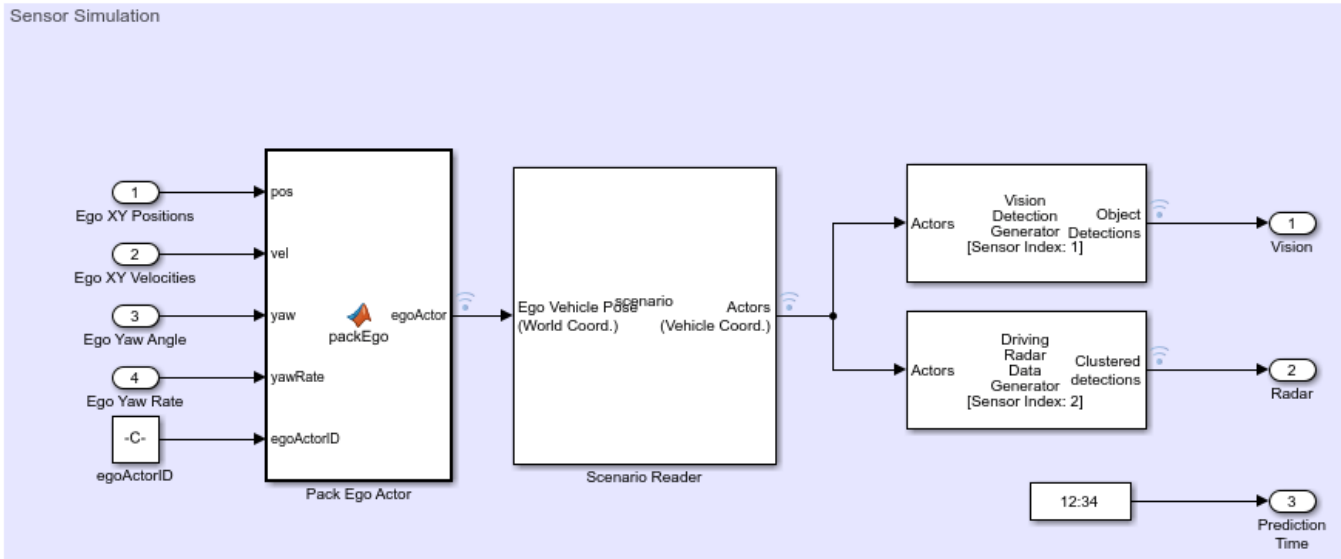 Sensor Simulation
1
Ego XY Positions
2
Ego XY Velocities
3
Ego Yaw Angle
4
Ego Yaw Rate
-C-
egoActorID
pos
vel
yaw
yawRate
egoActorID
packEgo
egoActor
Pack Ego Actor
Ego Vehicle Pose
(World Coord.)
scenario
Actors
(Vehicle Coord.)
Scenario Reader
Actors
Vision
Detection
Generator
[Sensor Index: 1]
Object
Detections
1
Vision
Actors
Driving
Radar
Data
Generator
[Sensor Index: 2]
Clustered
detections
2
Radar
12:34
3
Prediction
Time